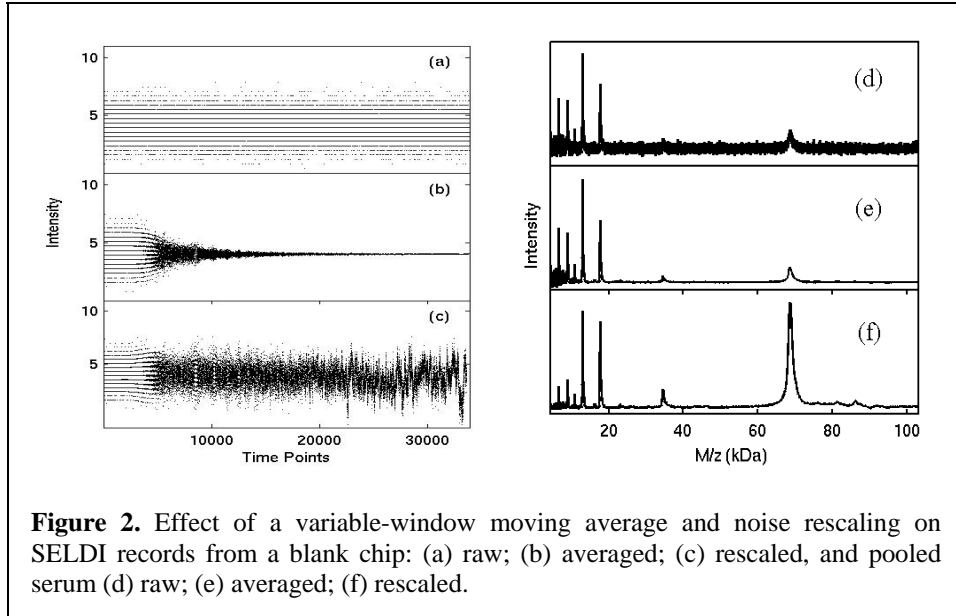 10
(a)
5
10
(b)
5
Intensity
10
(c)
5
10000 20000 30000
Time Points
(d)
(e)
Intensity
(f)
20 40 60 80 100
M/z (kDa)
Figure 2. Effect of a variable-window moving average and noise rescaling on
SELDI records from a blank chip: (a) raw; (b) averaged; (c) rescaled, and pooled
serum (d) raw; (e) averaged; (f) rescaled.